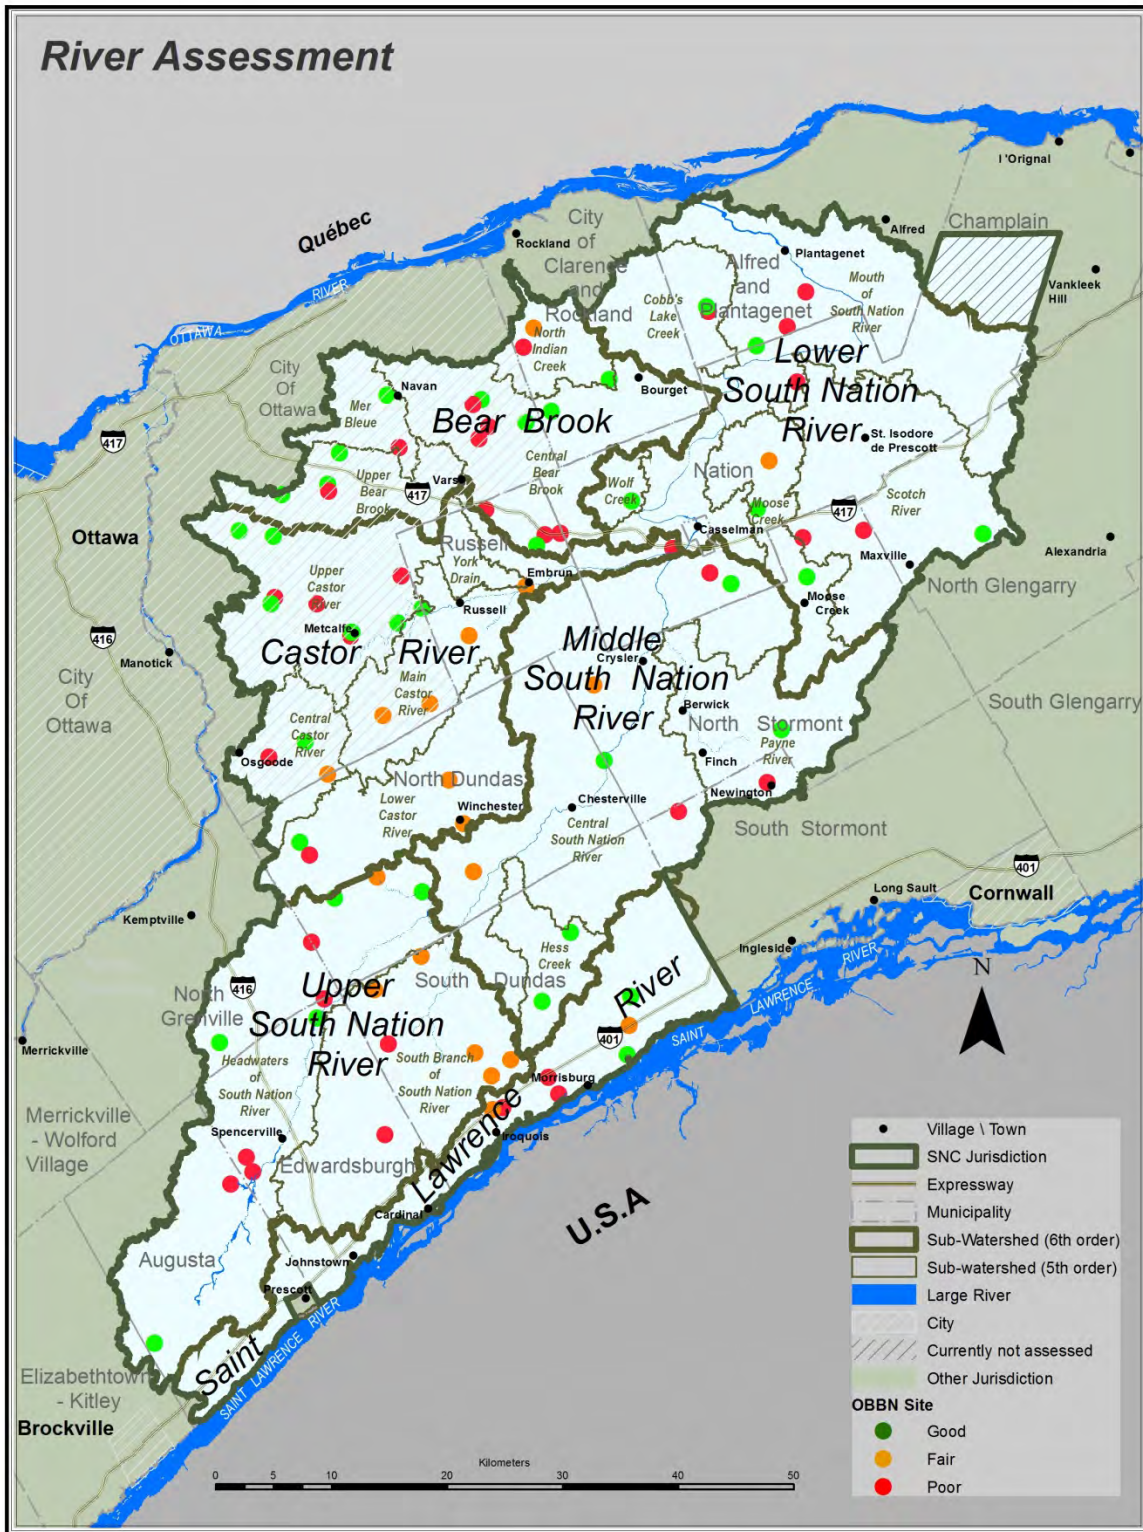 River Assessment
Québec
OTTAWA
RIVER
I 'Orignal
Alfred
Champlain
Vankleek
Hill
Rockland
City
of
Clarence
and
Rockland
Plantagenet
Alfred
and
Plantagenet
Mouth
of
South Nation
River
Cobb's
Lake
Creek
North
Indian
Creek
City
Of
Ottawa
Navan
Mer
Bleue
Bourget
Bear Brook
Lower
South Nation
River
St. Isodore
de Prescott
417
Upper
Bear
Brook
Vars
417
Central
Bear
Brook
Wolf
Creek
Nation
Moose
Creek
417
Scotch
River
Casselman
Maxville
Alexandria
North Glengarry
Ottawa
Russell
York
Drain
Embrun
Russell
Upper
Castor
River
Metcalfe
Castor River
Moose
Creek
416
Manotick
City
Of
Ottawa
Middle
South Nation
River
Crysler
Berwick
North Stormont
Payne
River
Finch
Newington
South Glengarry
Main
Castor
River
Central
Castor
River
Osgoode
North Dundas
Lower
Castor
River
Winchester
Chesterville
Central
South Nation
River
South Stormont
401
Cornwall
Long Sault
Ingleside
Kemptville
Hess
Creek
South Dundas
River
416
North
Grenville
Upper
South Nation
River
Headwaters
of
South Nation
River
South Branch
of
South Nation
River
Merrickville
401
SAINT LAWRENCE RIVER
Morrisburg
Iroquois
Lawrence
Merrickville
- Wolford
Village
Spencerville
Edwardsburgh
Cardinal
U.S.A
N
Augusta
Johnstown
Prescott
Saint
SAINT LAWRENCE RIVER
Elizabethtown
- Kitley
Brockville
Kilometers
0 5 10 20 30 40 50
Village \ Town
SNC Jurisdiction
Expressway
Municipality
Sub-Watershed (6th order)
Sub-watershed (5th order)
Large River
City
Currently not assessed
Other Jurisdiction
OBBN Site
Good
Fair
Poor